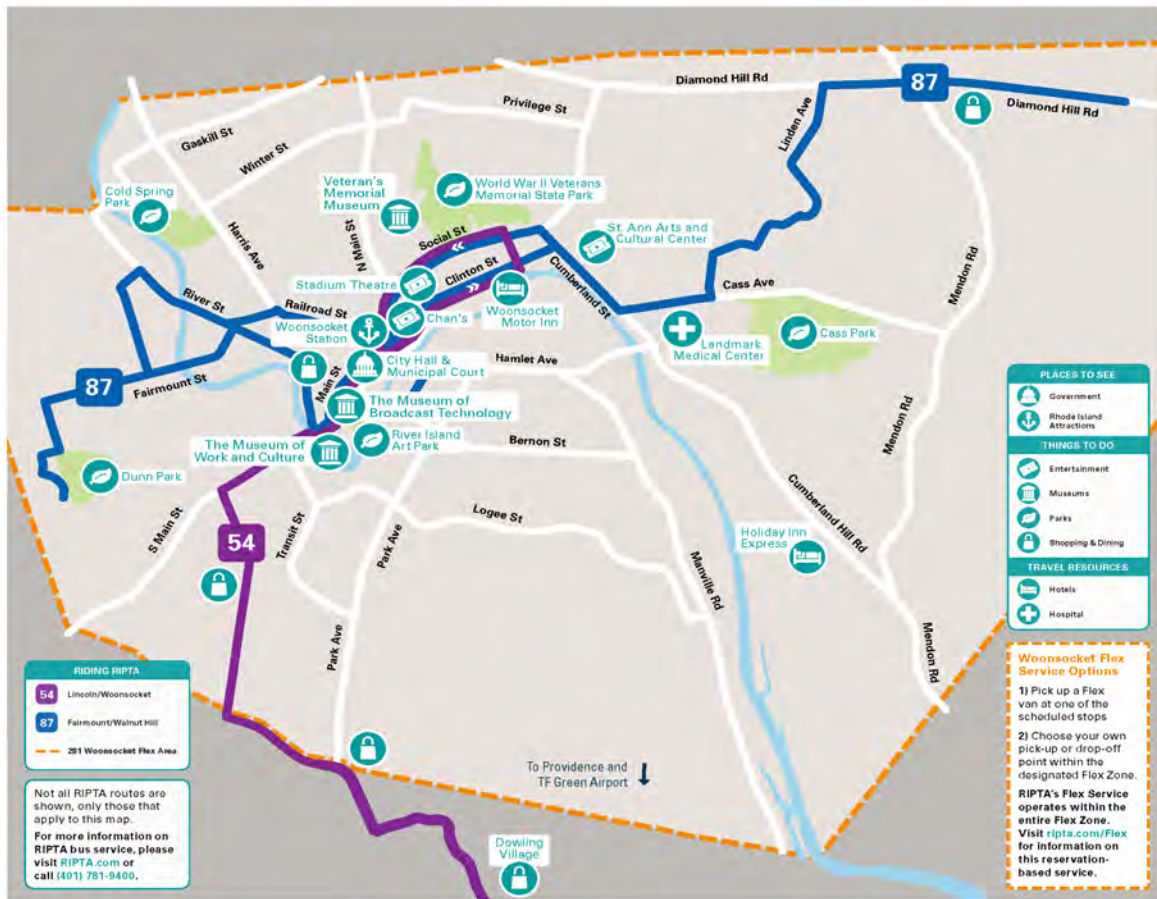 Diamond Hill Rd
87
Diamond Hill Rd
Privilege St
Linden Ave
Gaskill St
Winter St
Cold Spring
Park
Veteran's
Memorial
Museum
World War II Veterans
Memorial State Park
Harris Ave
N Main St
Social St
St. Ann Arts and
Cultural Center
Clinton St
Cumberland St
Mendon Rd
Stadium Theatre
River St
Railroad St
Woonsocket
Station
Chan's
Woonsocket
Motor Inn
Cass Ave
Landmark
Medical Center
Cass Park
City Hall &
Municipal Court
Hamlet Ave
87
Fairmount St
Main St
The Museum of
Broadcast Technology
The Museum of
Work and Culture
River Island
Art Park
Bernon St
Mendon Rd
Dunn Park
S Main St
54
Transit St
Park Ave
Logee St
Cumberland Hill Rd
Holiday Inn
Express
Manville Rd
Park Ave
Mendon Rd
To Providence and
TF Green Airport
Dowling
Village
PLACES TO SEE
Government
Rhode Island
Attractions
THINGS TO DO
Entertainment
Museums
Parks
Shopping & Dining
TRAVEL RESOURCES
Hotels
Hospital
RIDING RIPTA
54 Lincoln/Woonsocket
87 Fairmount/Walnut Hill
281 Woonsocket Flex Area
Not all RIPTA routes are
shown, only those that
apply to this map.
For more information on
RIPTA bus service, please
visit RIPTA.com or
call (401) 781-9400.
Woonsocket Flex
Service Options
1) Pick up a Flex
van at one of the
scheduled stops
2) Choose your own
pick-up or drop-off
point within the
designated Flex Zone.
RIPTA's Flex Service
operates within the
entire Flex Zone.
Visit ripta.com/Flex
for information on
this reservation-
based service.